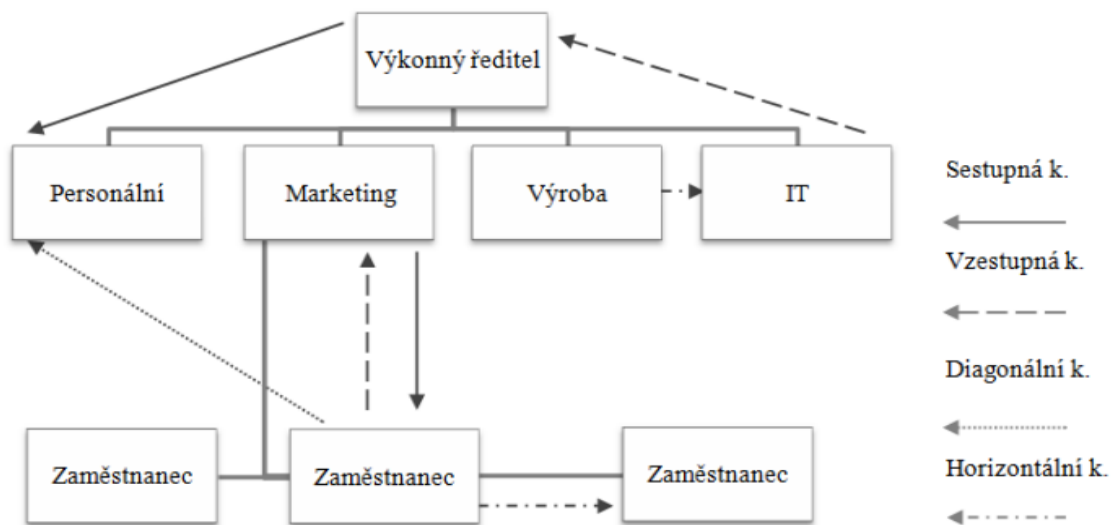 Výkonný ředitel
Personální
Marketing
Výroba
IT
Sestupná k.
Vzestupná k.
Diagonální k.
Horizontální k.
Zaměstnanec
Zaměstnanec
Zaměstnanec